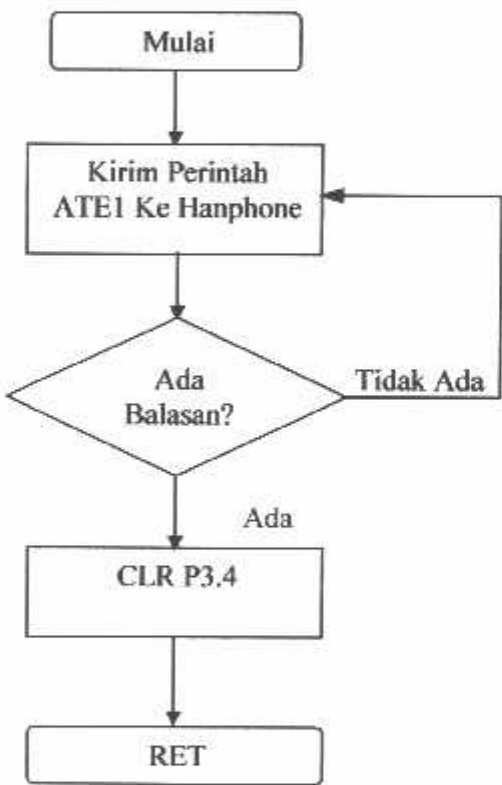 Mulai
Kirim Perintah
ATE1 Ke Hanphone
Ada
Balasan?
Tidak Ada
Ada
CLR P3.4
RET